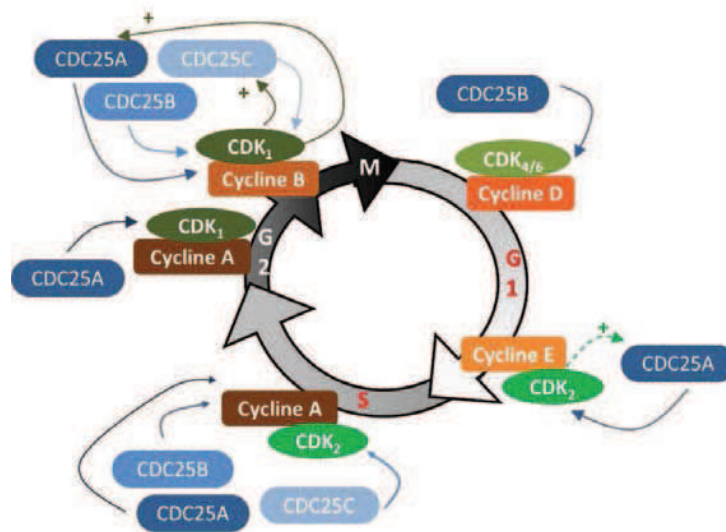 +
CDC25A
CDC25C
CDC25B
+
CDK1
Cycline B
M
CDC25B
CDK4/6
Cycline D
CDK1
Cycline A
G
2
CDC25A
G
1
Cycline E
CDK2
+
CDC25A
Cycline A
CDK2
S
CDC25B
CDC25A
CDC25C